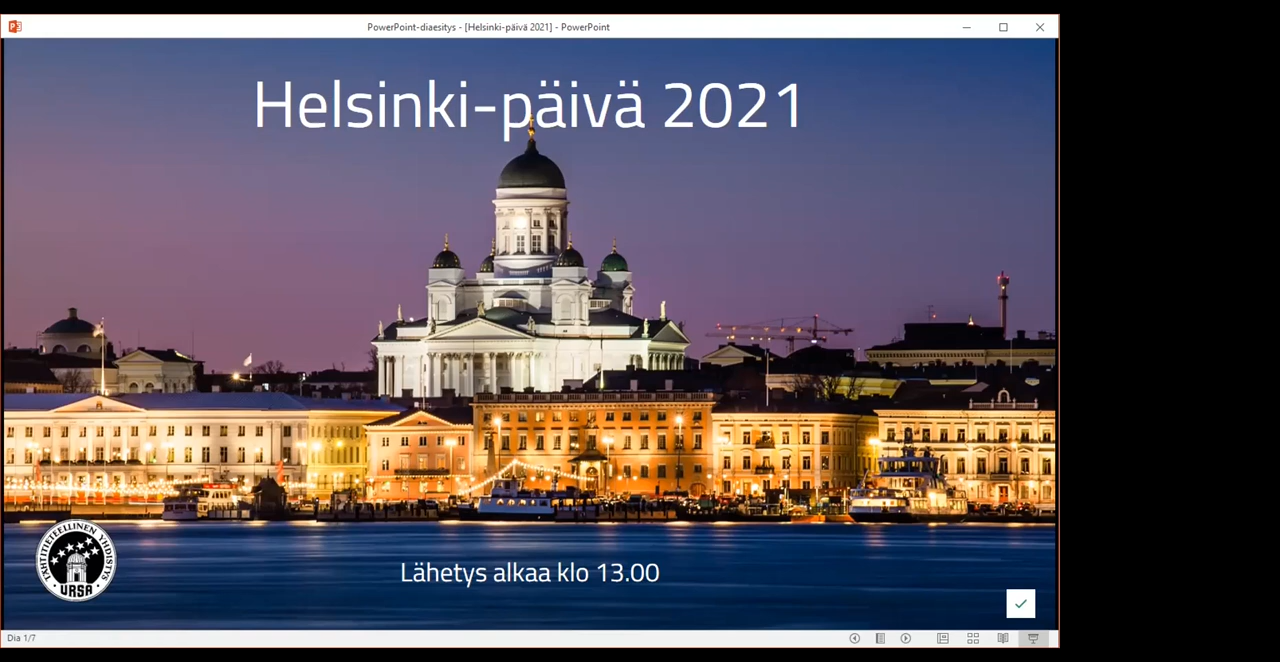 PowerPoint-diaesitys - [Helsinki-päivä 2021] - PowerPoint
Helsinki-päivä 2021
TÄHTITIETEELLINEN YHDISTYS
URSA
Lähetys alkaa klo 13.00
Dia 1/7